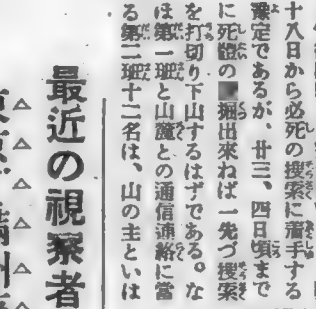 十八日から必死の捜索に着手する
豫定であるが、廿三、四日頃まで
に死體の■掘出來ねば一先づ捜索
を打切り下山するはずである。な
ほ第一班と山麓との通信連絡に當
る第二班十二名は、山の主といは
最近の視察者